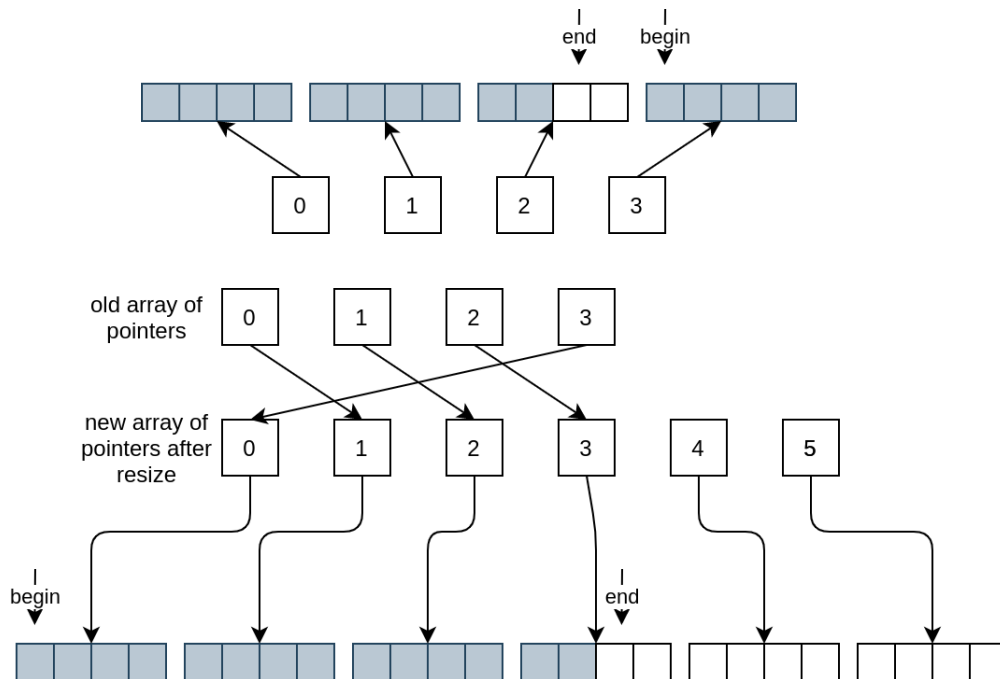 end
begin
0
1
2
3
old array of
pointers
0
1
2
3
new array of
pointers after
resize
0
1
2
3
4
5
begin
end